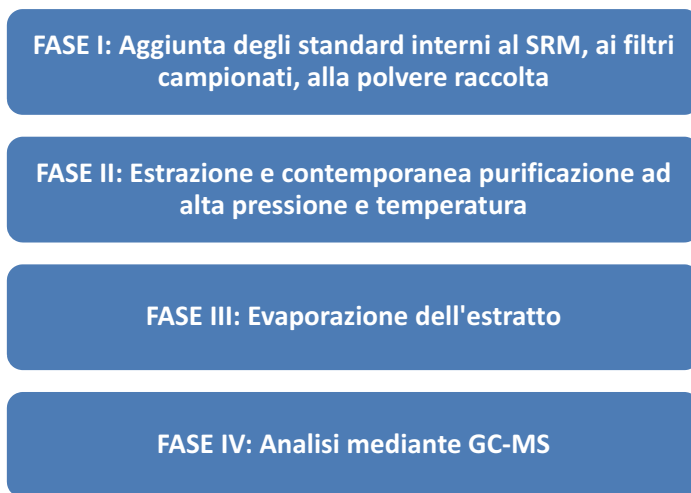 FASE I: Aggiunta degli standard interni al SRM, ai filtri
campionati, alla polvere raccolta
FASE II: Estrazione e contemporanea purificazione ad
alta pressione e temperatura
FASE III: Evaporazione dell'estratto
FASE IV: Analisi mediante GC-MS